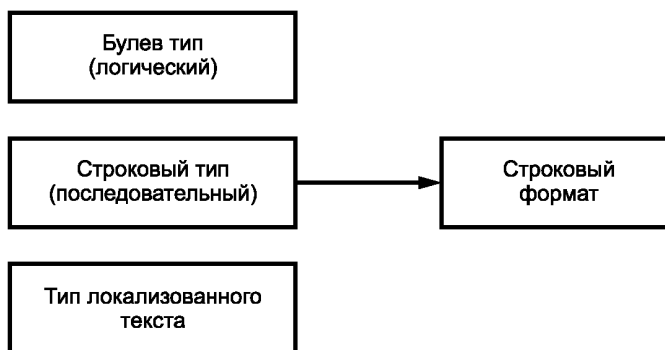 Булев тип
(логический)
Строковый тип
(последовательный)
Строковый
формат
Тип локализованного
текста